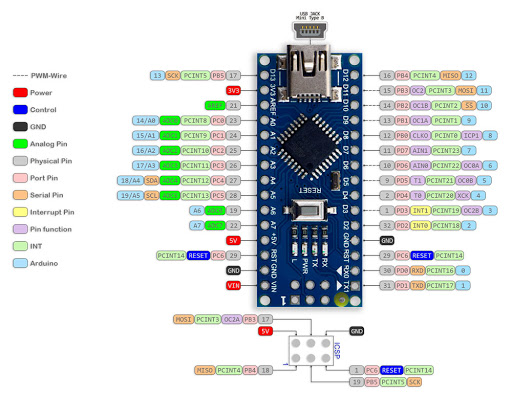 USB JACK
Mini Type B
PWM-Wire
Power
Control
GND
Analog Pin
Physical Pin
Port Pin
Serial Pin
Interrupt Pin
Pin function
INT
Arduino
13 SCK PCINT5 PB5 17
3V3
AREF 21
14/A0 ADC0 PCINT8 PC0 23
15/A1 ADC1 PCINT9 PC1 24
16/A2 ADC2 PCINT10 PC2 25
17/A3 ADC3 PCINT11 PC3 26
18/A4 SDA ADC4 PCINT12 PC4 27
19/A5 SCL ADC5 PCINT13 PC5 28
A6 ADC6 19
A7 ADC7 22
5V
PCINT14 RESET PC6 29
GND
VIN
D13
3V3
AREF
A0
A1
A2
A3
A4
A5
A6
A7
+5V
RST
GND
VIN
RESET
L
PWR
TX
RX
1
D12
D11
D10
D9
D8
D7
D6
D5
D4
D3
D2
GND
RST
RX0
TX1
16 PB4 PCINT4 MISO 12
15 PB3 OC2 PCINT3 MOSI 11
14 PB2 OC1B PCINT2 SS 10
13 PB1 OC1A PCINT1 9
12 PB0 CLKO PCINT0 ICP1 8
11 PD7 AIN1 PCINT23 7
10 PD6 AIN0 PCINT22 OC0A 6
9 PD5 T1 PCINT21 OC0B 5
2 PD4 T0 PCINT20 XCK 4
1 PD3 INT1 PCINT19 OC2B 3
32 PD2 INT0 PCINT18 2
GND
29 PC6 RESET PCINT14
30 PD0 RXD PCINT16 0
31 PD1 TXD PCINT17 1
MOSI PCINT3 OC2A PB3 17
5V
GND
ICSP
1
MISO PCINT4 PB4 18
1 PC6 RESET PCINT14
19 PB5 PCINT5 SCK